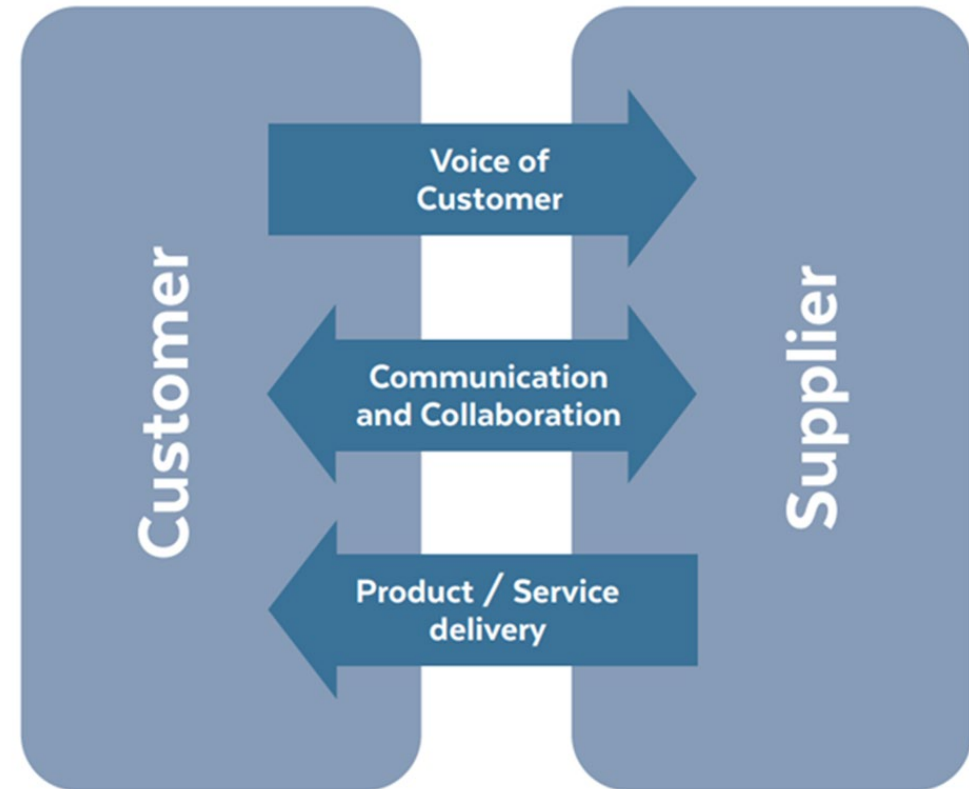 Customer
Voice of
Customer
Communication
and Collaboration
Product / Service
delivery
Supplier